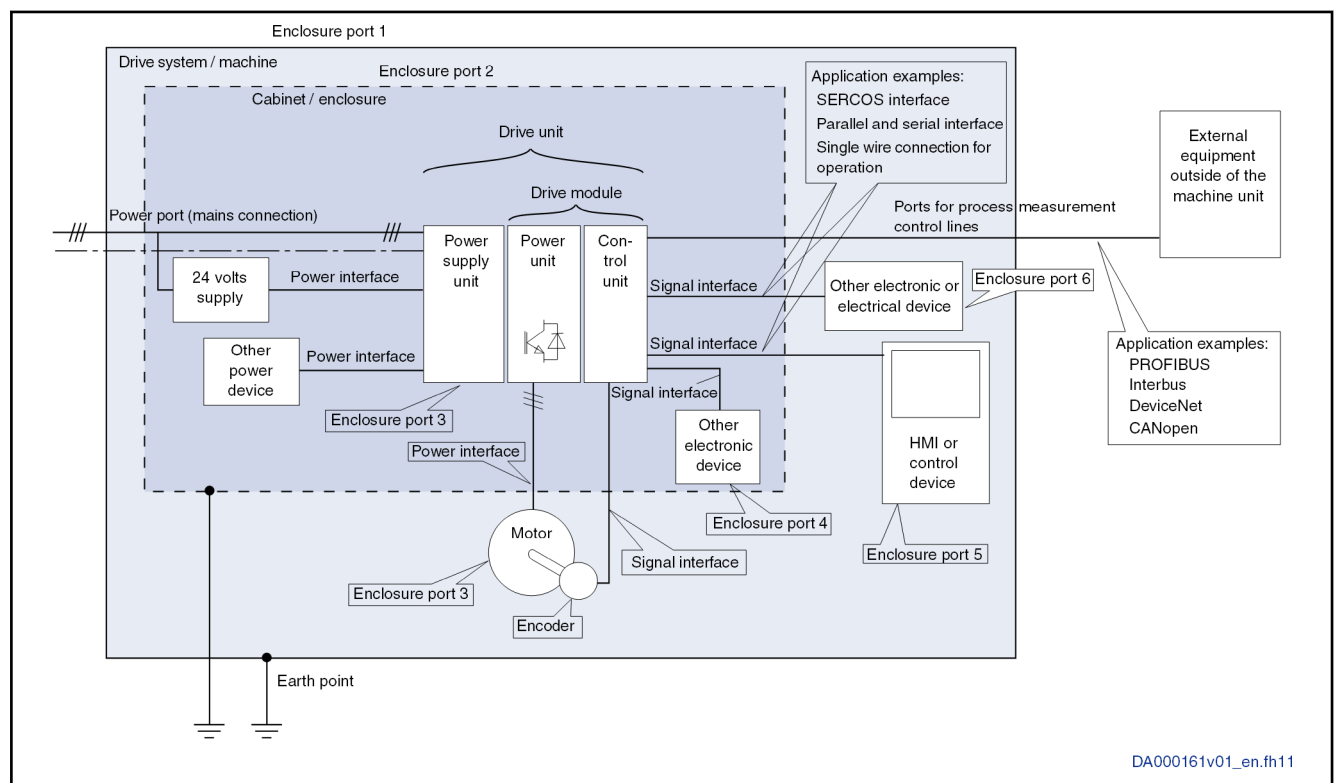 Enclosure port 1
Drive system / machine
Enclosure port 2
Cabinet / enclosure
Drive unit
Drive module
Application examples:
SERCOS interface
Parallel and serial interface
Single wire connection for
operation
External
equipment
outside of the
machine unit
Power port (mains connection)
Ports for process measurement
control lines
Power
supply
unit
Power
unit
Con-
trol
unit
24 volts
supply
Power interface
Signal interface
Other electronic or
electrical device
Enclosure port 6
Other
power
device
Power interface
Signal interface
Signal interface
Application examples:
PROFIBUS
Interbus
DeviceNet
CANopen
Enclosure port 3
Power interface
Other
electronic
device
HMI or
control
device
Enclosure port 4
Motor
Signal interface
Enclosure port 5
Enclosure port 3
Encoder
Earth point
DA000161v01_en.fh11